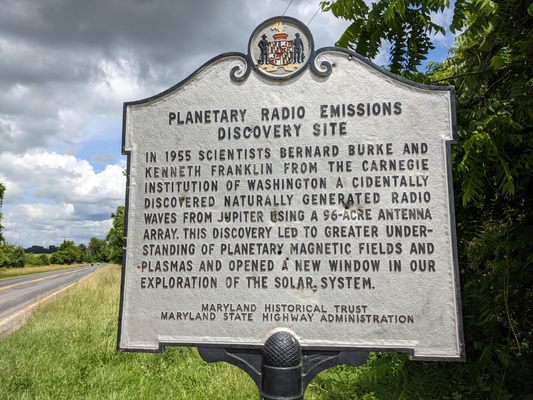 PLANETARY RADIO EMISSIONS
DISCOVERY SITE
IN 1955 SCIENTISTS BERNARD BURKE AND
KENNETH FRANKLIN FROM THE CARNEGIE
INSTITUTION OF WASHINGTON A CIDENTALLY
DISCOVERED NATURALLY GENERATED RADIO
WAVES FROM JUPITER USING A 96-ACRE ANTENNA
ARRAY. THIS DISCOVERY LED TO GREATER UNDER-
STANDING OF PLANETARY MAGNETIC FIELDS AND
PLASMAS AND OPENED A NEW WINDOW IN OUR
EXPLORATION OF THE SOLAR SYSTEM.
MARYLAND HISTORICAL TRUST
MARYLAND STATE HIGHWAY ADMINISTRATION